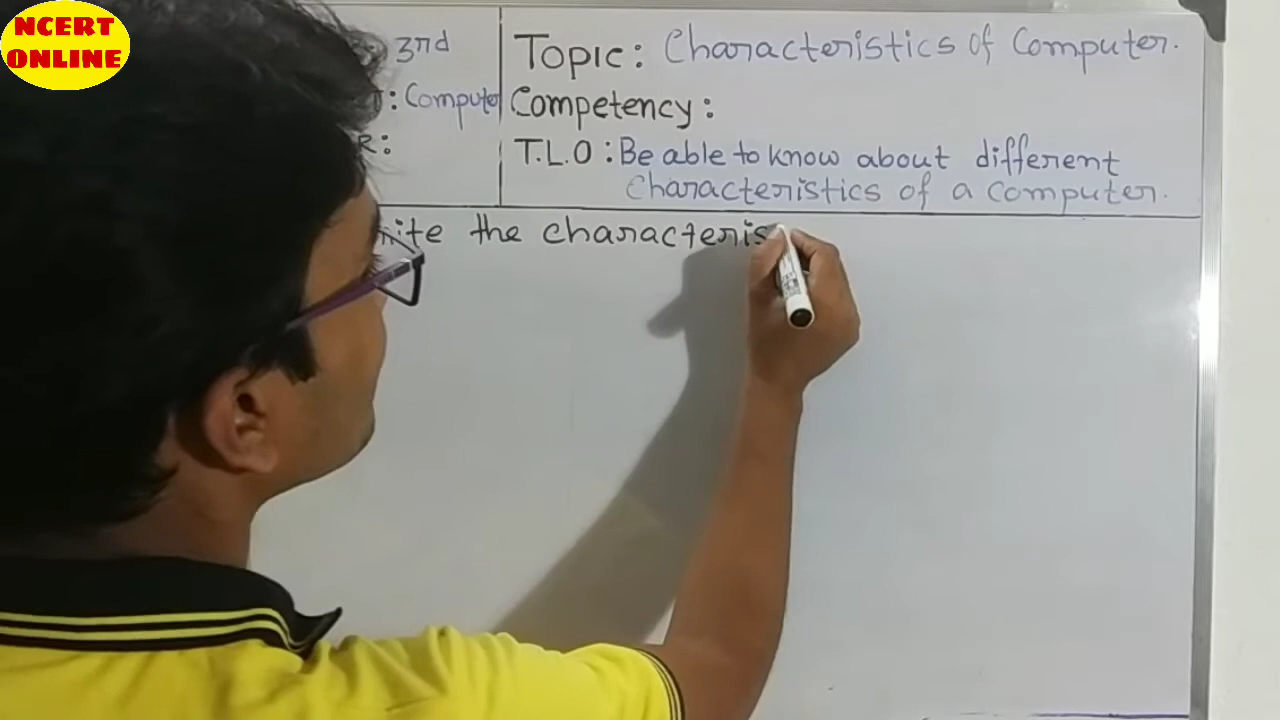 NCERT
ONLINE
3rd
Topic: Characteristics of Computer.
: Computer
Competency:
R:
T.L.O: Be able to know about different
characteristics of a computer.
ite the characteris